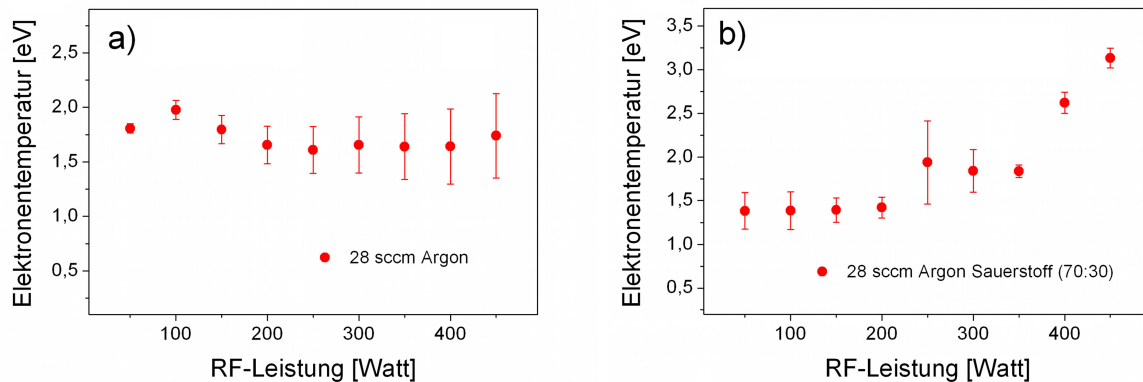 a)
Elektronentemperatur [eV]
2,5
2,0
1,5
1,0
0,5
28 sccm Argon
100
200
300
400
RF-Leistung [Watt]
b)
Elektronentemperatur [eV]
3,5
3,0
2,5
2,0
1,5
1,0
0,5
28 sccm Argon Sauerstoff (70:30)
100
200
300
400
RF-Leistung [Watt]